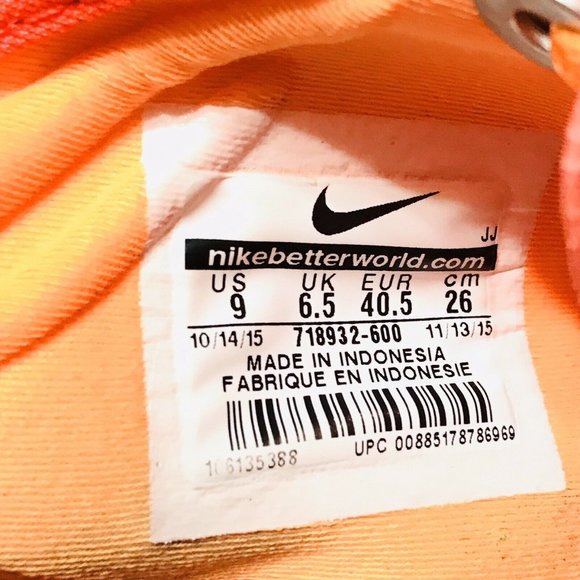 JJ
nikebetterworld.com
US UK EUR cm
9 6.5 40.5 26
10/14/15 718932-600 11/13/15
MADE IN INDONESIA
FABRIQUE EN INDONESIE
106135388 UPC 00885178786969